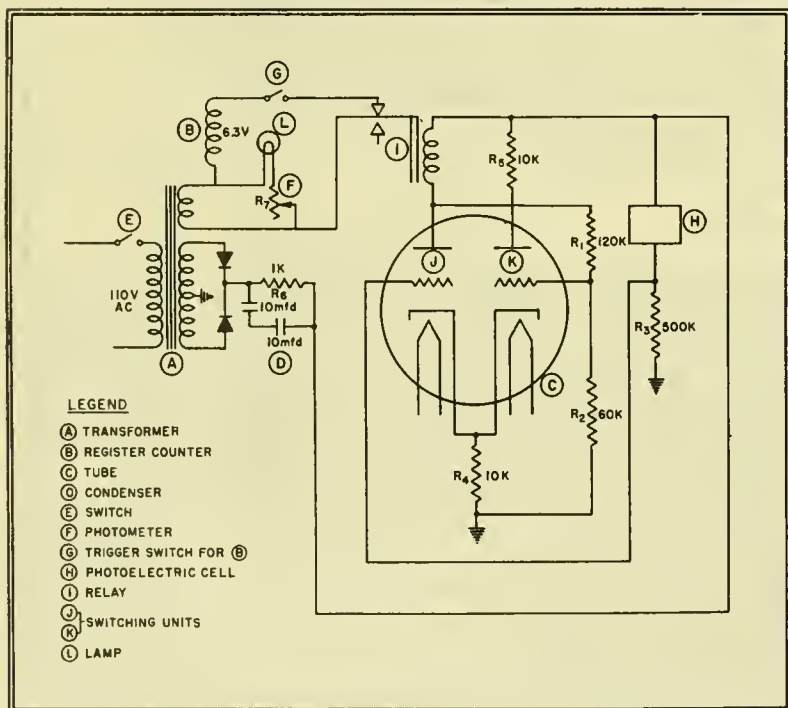 G
B
6.3V
L
I
R5
10K
F
R7
E
R1
120K
H
J
K
1K
R6
110V
AC
10mfd
10mfd
R3
500K
D
A
C
R2
60K
R4
10K
LEGEND
A TRANSFORMER
B REGISTER COUNTER
C TUBE
D CONDENSER
E SWITCH
F PHOTOMETER
G TRIGGER SWITCH FOR B
H PHOTOELECTRIC CELL
I RELAY
J
SWITCHING UNITS
K
L LAMP